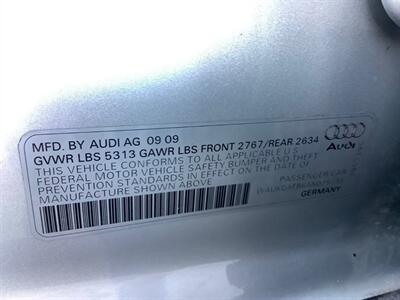 MFD. BY AUDI AG 09 09
GVWR LBS 5313 GAWR LBS FRONT 2767/REAR 2634
THIS VEHICLE CONFORMS TO ALL APPLICABLE U S
FEDERAL MOTOR VEHICLE SAFETY BUMPER AND THEFT
PREVENTION STANDARDS IN EFFECT ON THE DATE OF
MANUFACTURE SHOWN ABOVE
Audi
PASSENGER CAR
GERMANY